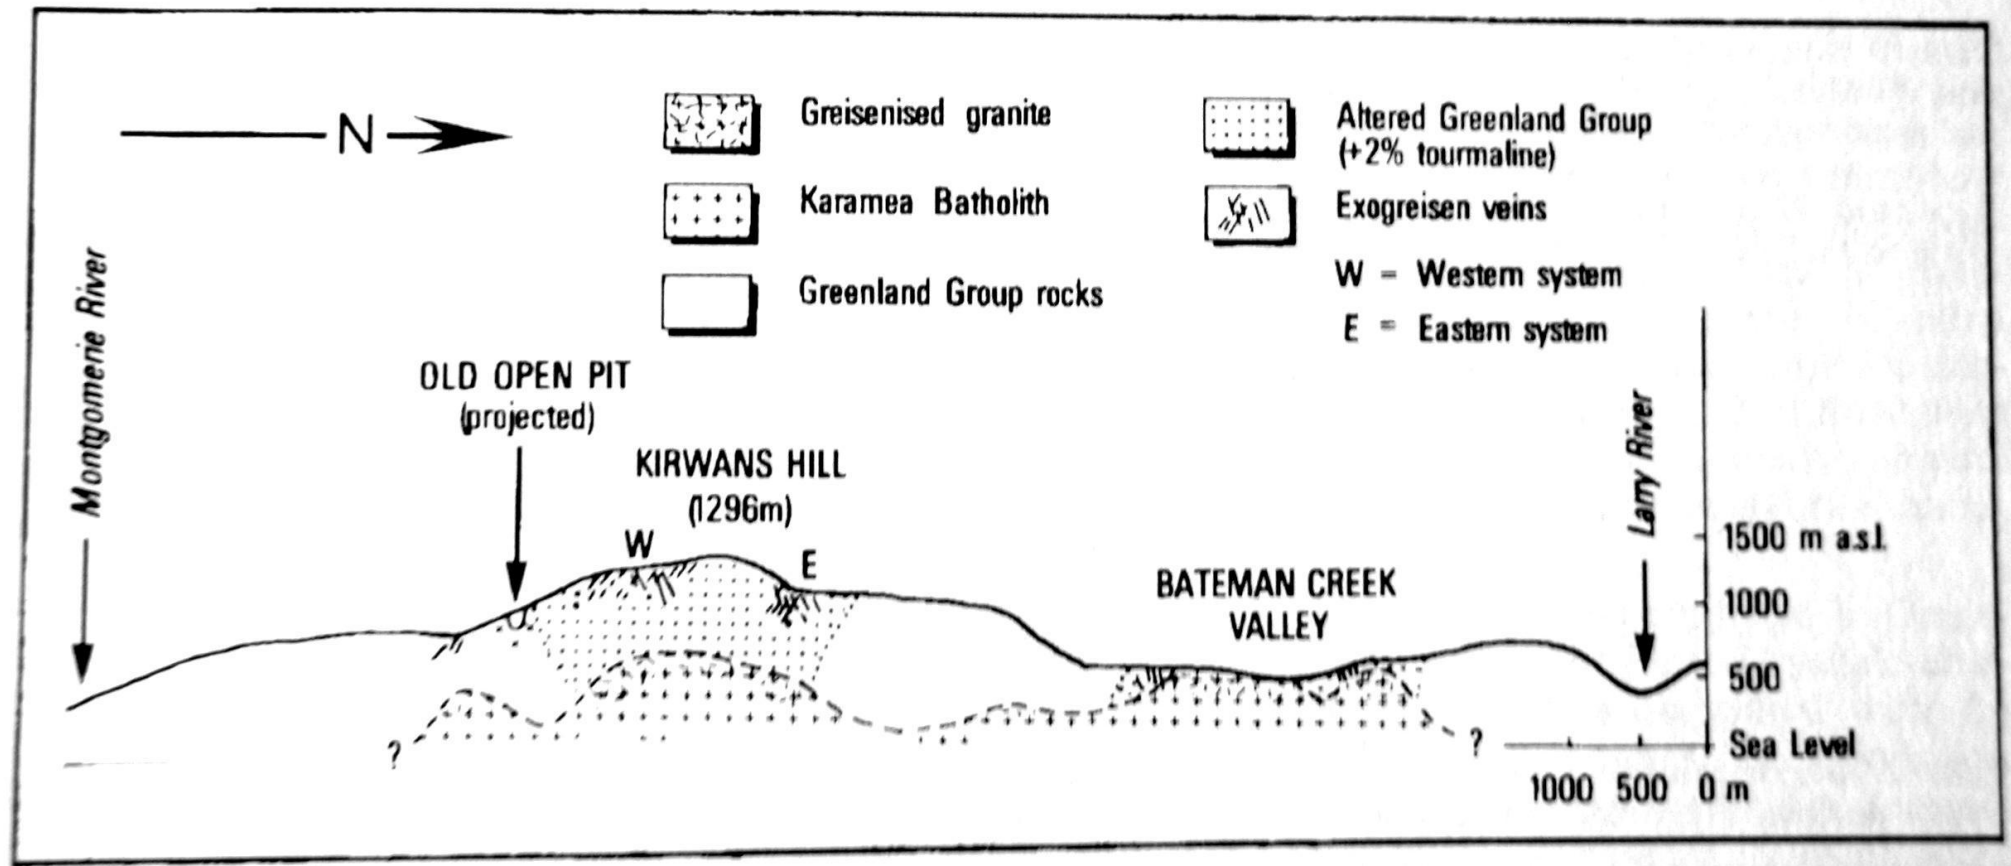 N
Greisenised granite
Karamea Batholith
Greenland Group rocks
Altered Greenland Group
(+2% tourmaline)
Exogreisen veins
W = Western system
E = Eastern system
Montgomerie River
OLD OPEN PIT
(projected)
KIRWANS HILL
(1296m)
W
E
BATEMAN CREEK
VALLEY
Larry River
1500 m a.s.l.
1000
500
Sea Level
?
?
1000 500 0 m